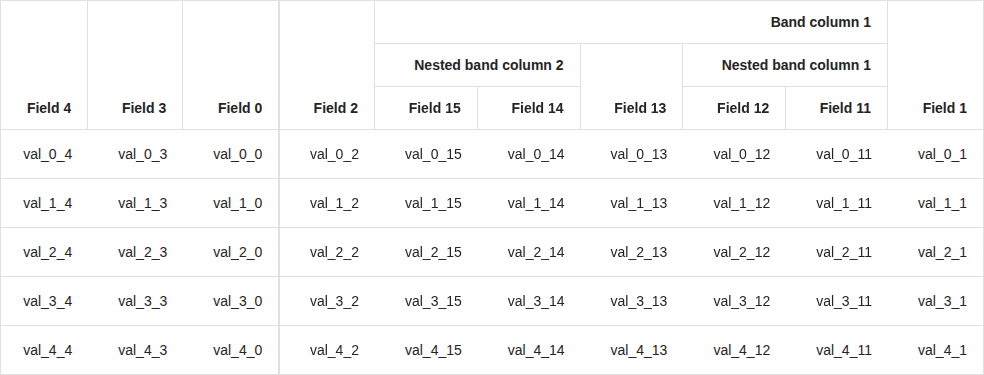 Band column 1
Nested band column 2 Nested band column 1
Field 4 Field 3 Field 0 Field 2 Field 15 Field 14 Field 13 Field 12 Field 11 Field 1
val_0_4 val_0_3 val_0_0 val_0_2 val_0_15 val_0_14 val_0_13 val_0_12 val_0_11 val_0_1
val_1_4 val_1_3 val_1_0 val_1_2 val_1_15 val_1_14 val_1_13 val_1_12 val_1_11 val_1_1
val_2_4 val_2_3 val_2_0 val_2_2 val_2_15 val_2_14 val_2_13 val_2_12 val_2_11 val_2_1
val_3_4 val_3_3 val_3_0 val_3_2 val_3_15 val_3_14 val_3_13 val_3_12 val_3_11 val_3_1
val_4_4 val_4_3 val_4_0 val_4_2 val_4_15 val_4_14 val_4_13 val_4_12 val_4_11 val_4_1